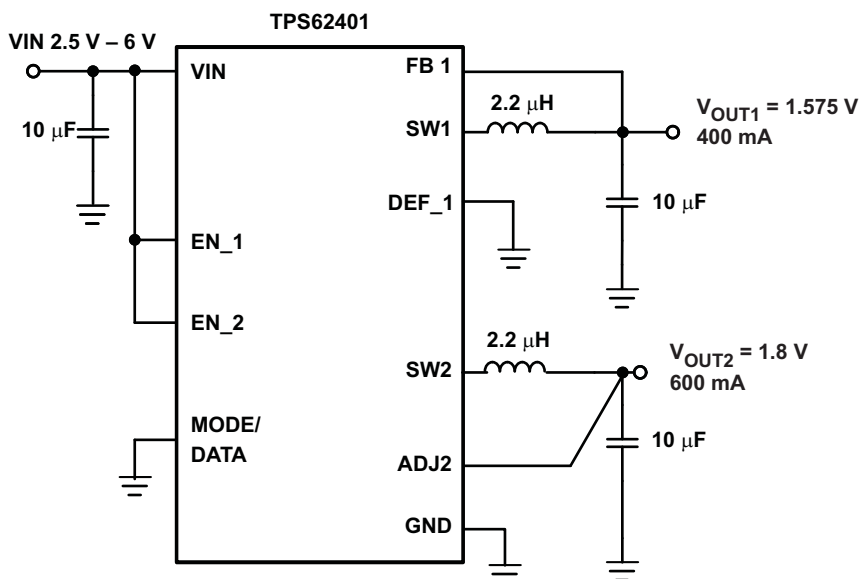 TPS62401
VIN 2.5 V – 6 V
VIN
FB 1
10 μF
2.2 μH
SW1
VOUT1 = 1.575 V
400 mA
DEF_1
10 μF
EN_1
EN_2
2.2 μH
SW2
VOUT2 = 1.8 V
600 mA
MODE/
DATA
10 μF
ADJ2
GND